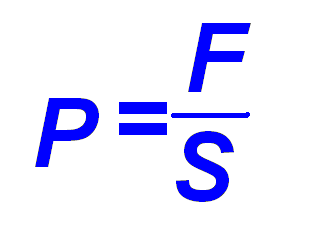 P = F/S